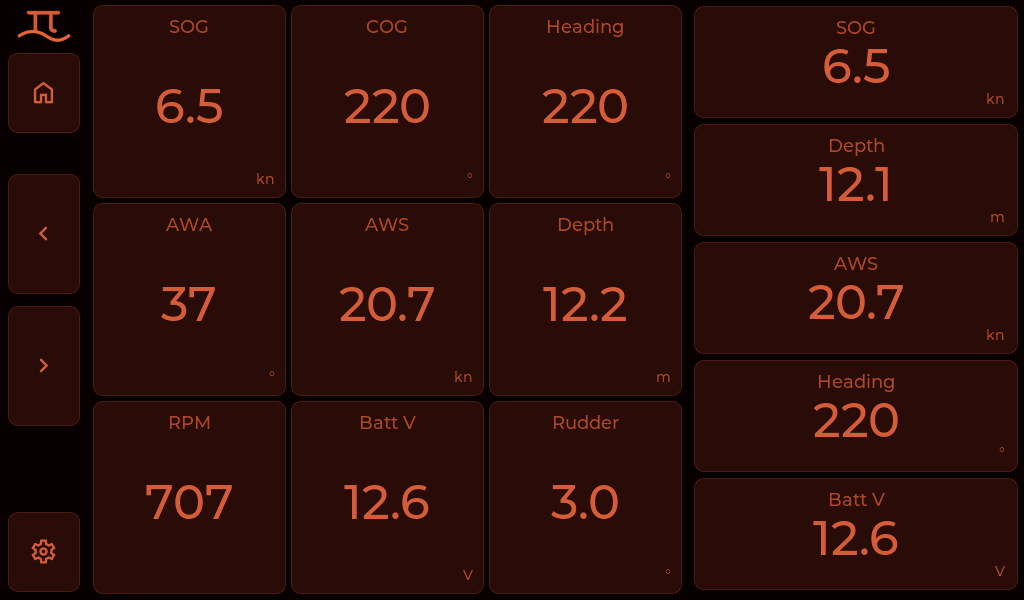 SOG
6.5
kn
COG
220
°
Heading
220
°
AWA
37
°
AWS
20.7
kn
Depth
12.2
m
RPM
707
Batt V
12.6
V
Rudder
3.0
°
SOG
6.5
kn
Depth
12.1
m
AWS
20.7
kn
Heading
220
°
Batt V
12.6
V